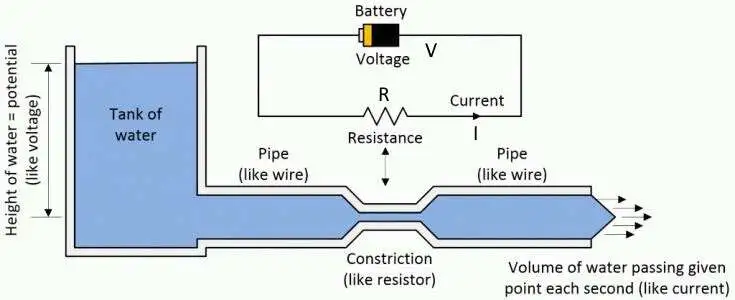 Battery
Voltage
V
R
Current
I
Resistance
Height of water = potential
(like voltage)
Tank of
water
Pipe
(like wire)
Pipe
(like wire)
Constriction
(like resistor)
Volume of water passing given
point each second (like current)